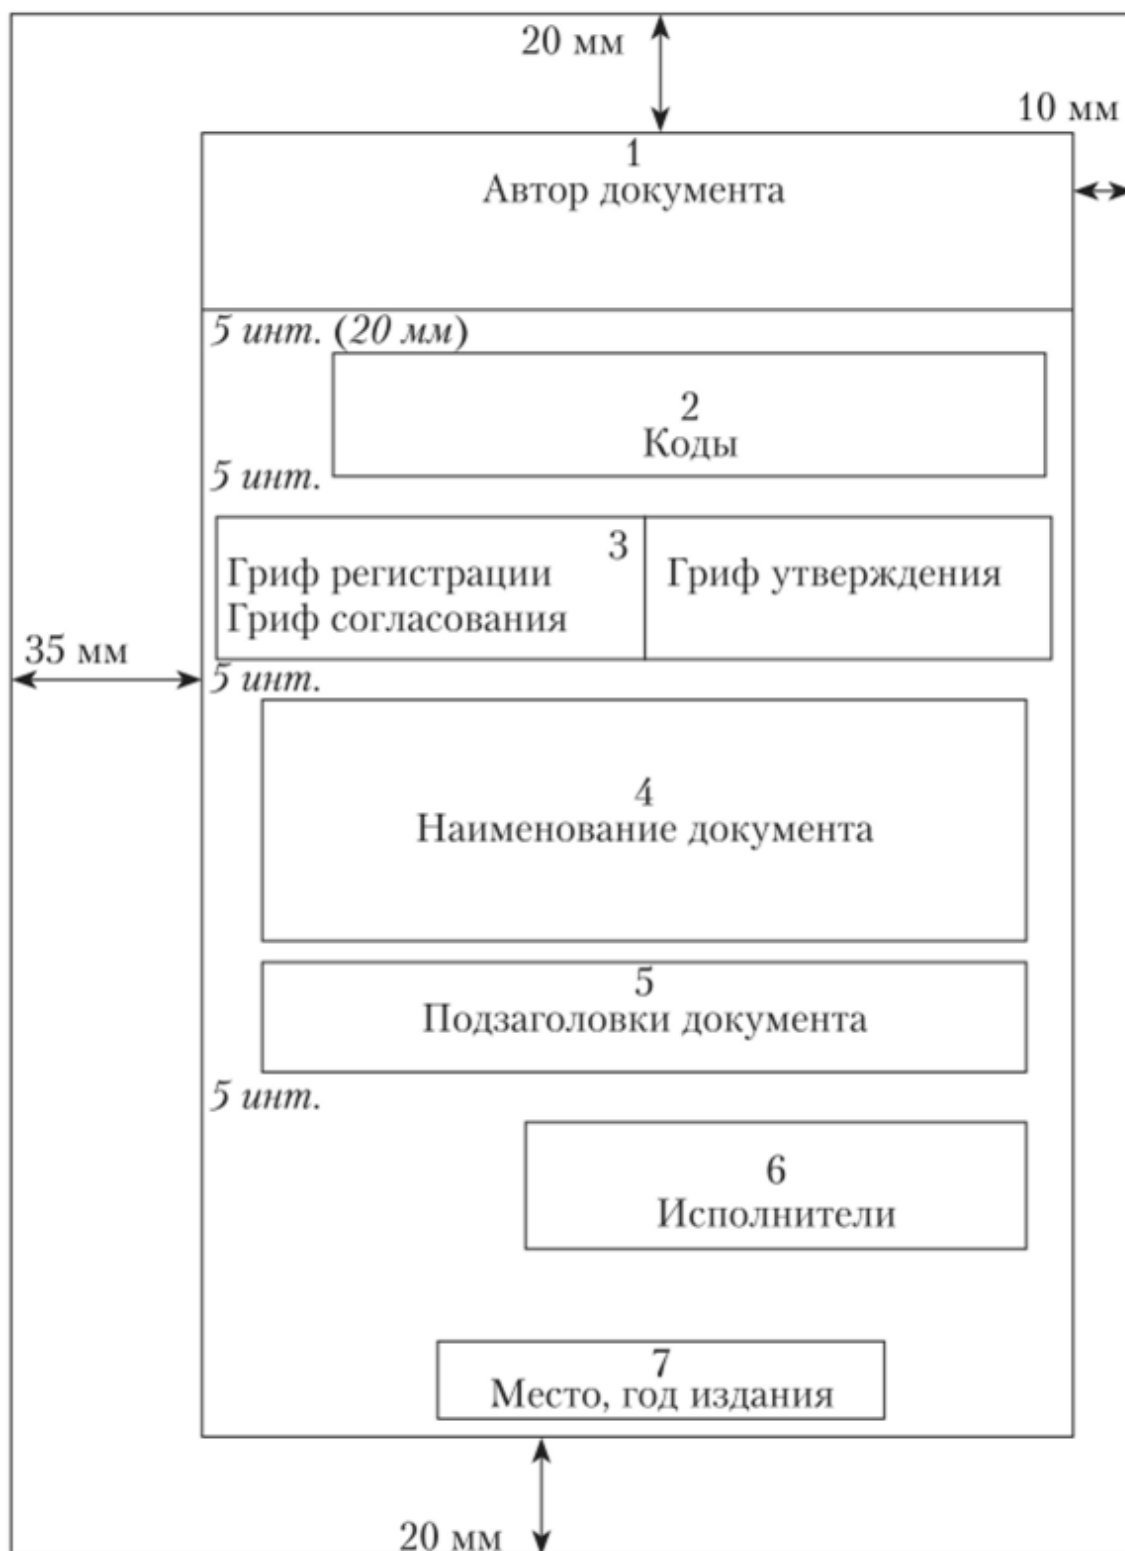 20 мм
10 мм
1
Автор документа
5 инт. (20 мм)
2
Коды
5 инт.
3
Гриф регистрации
Гриф согласования
Гриф утверждения
35 мм
5 инт.
4
Наименование документа
5
Подзаголовки документа
5 инт.
6
Исполнители
7
Место, год издания
20 мм